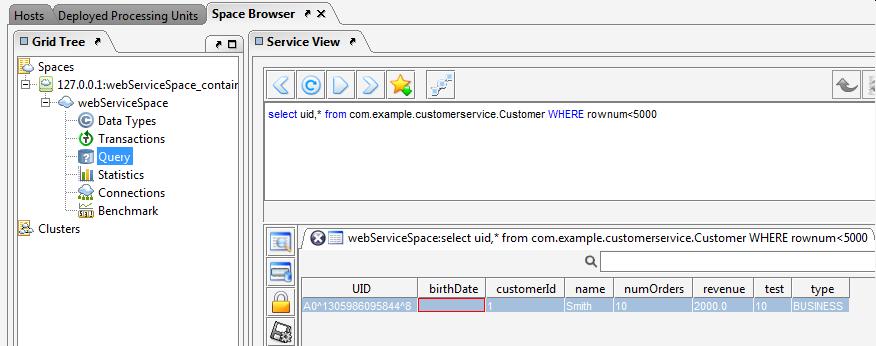 Hosts Deployed Processing Units Space Browser
Grid Tree
Spaces
127.0.0.1:webServiceSpace_contain
webServiceSpace
Data Types
Transactions
Query
Statistics
Connections
Benchmark
Clusters
Service View
select uid,* from com.example.customerservice.Customer WHERE rownum<5000
webServiceSpace:select uid,* from com.example.customerservice.Customer WHERE rownum<5000
UID birthDate customerId name numOrders revenue test type
A0^1305986095844^8 1 Smith 10 2000.0 10 BUSINESS